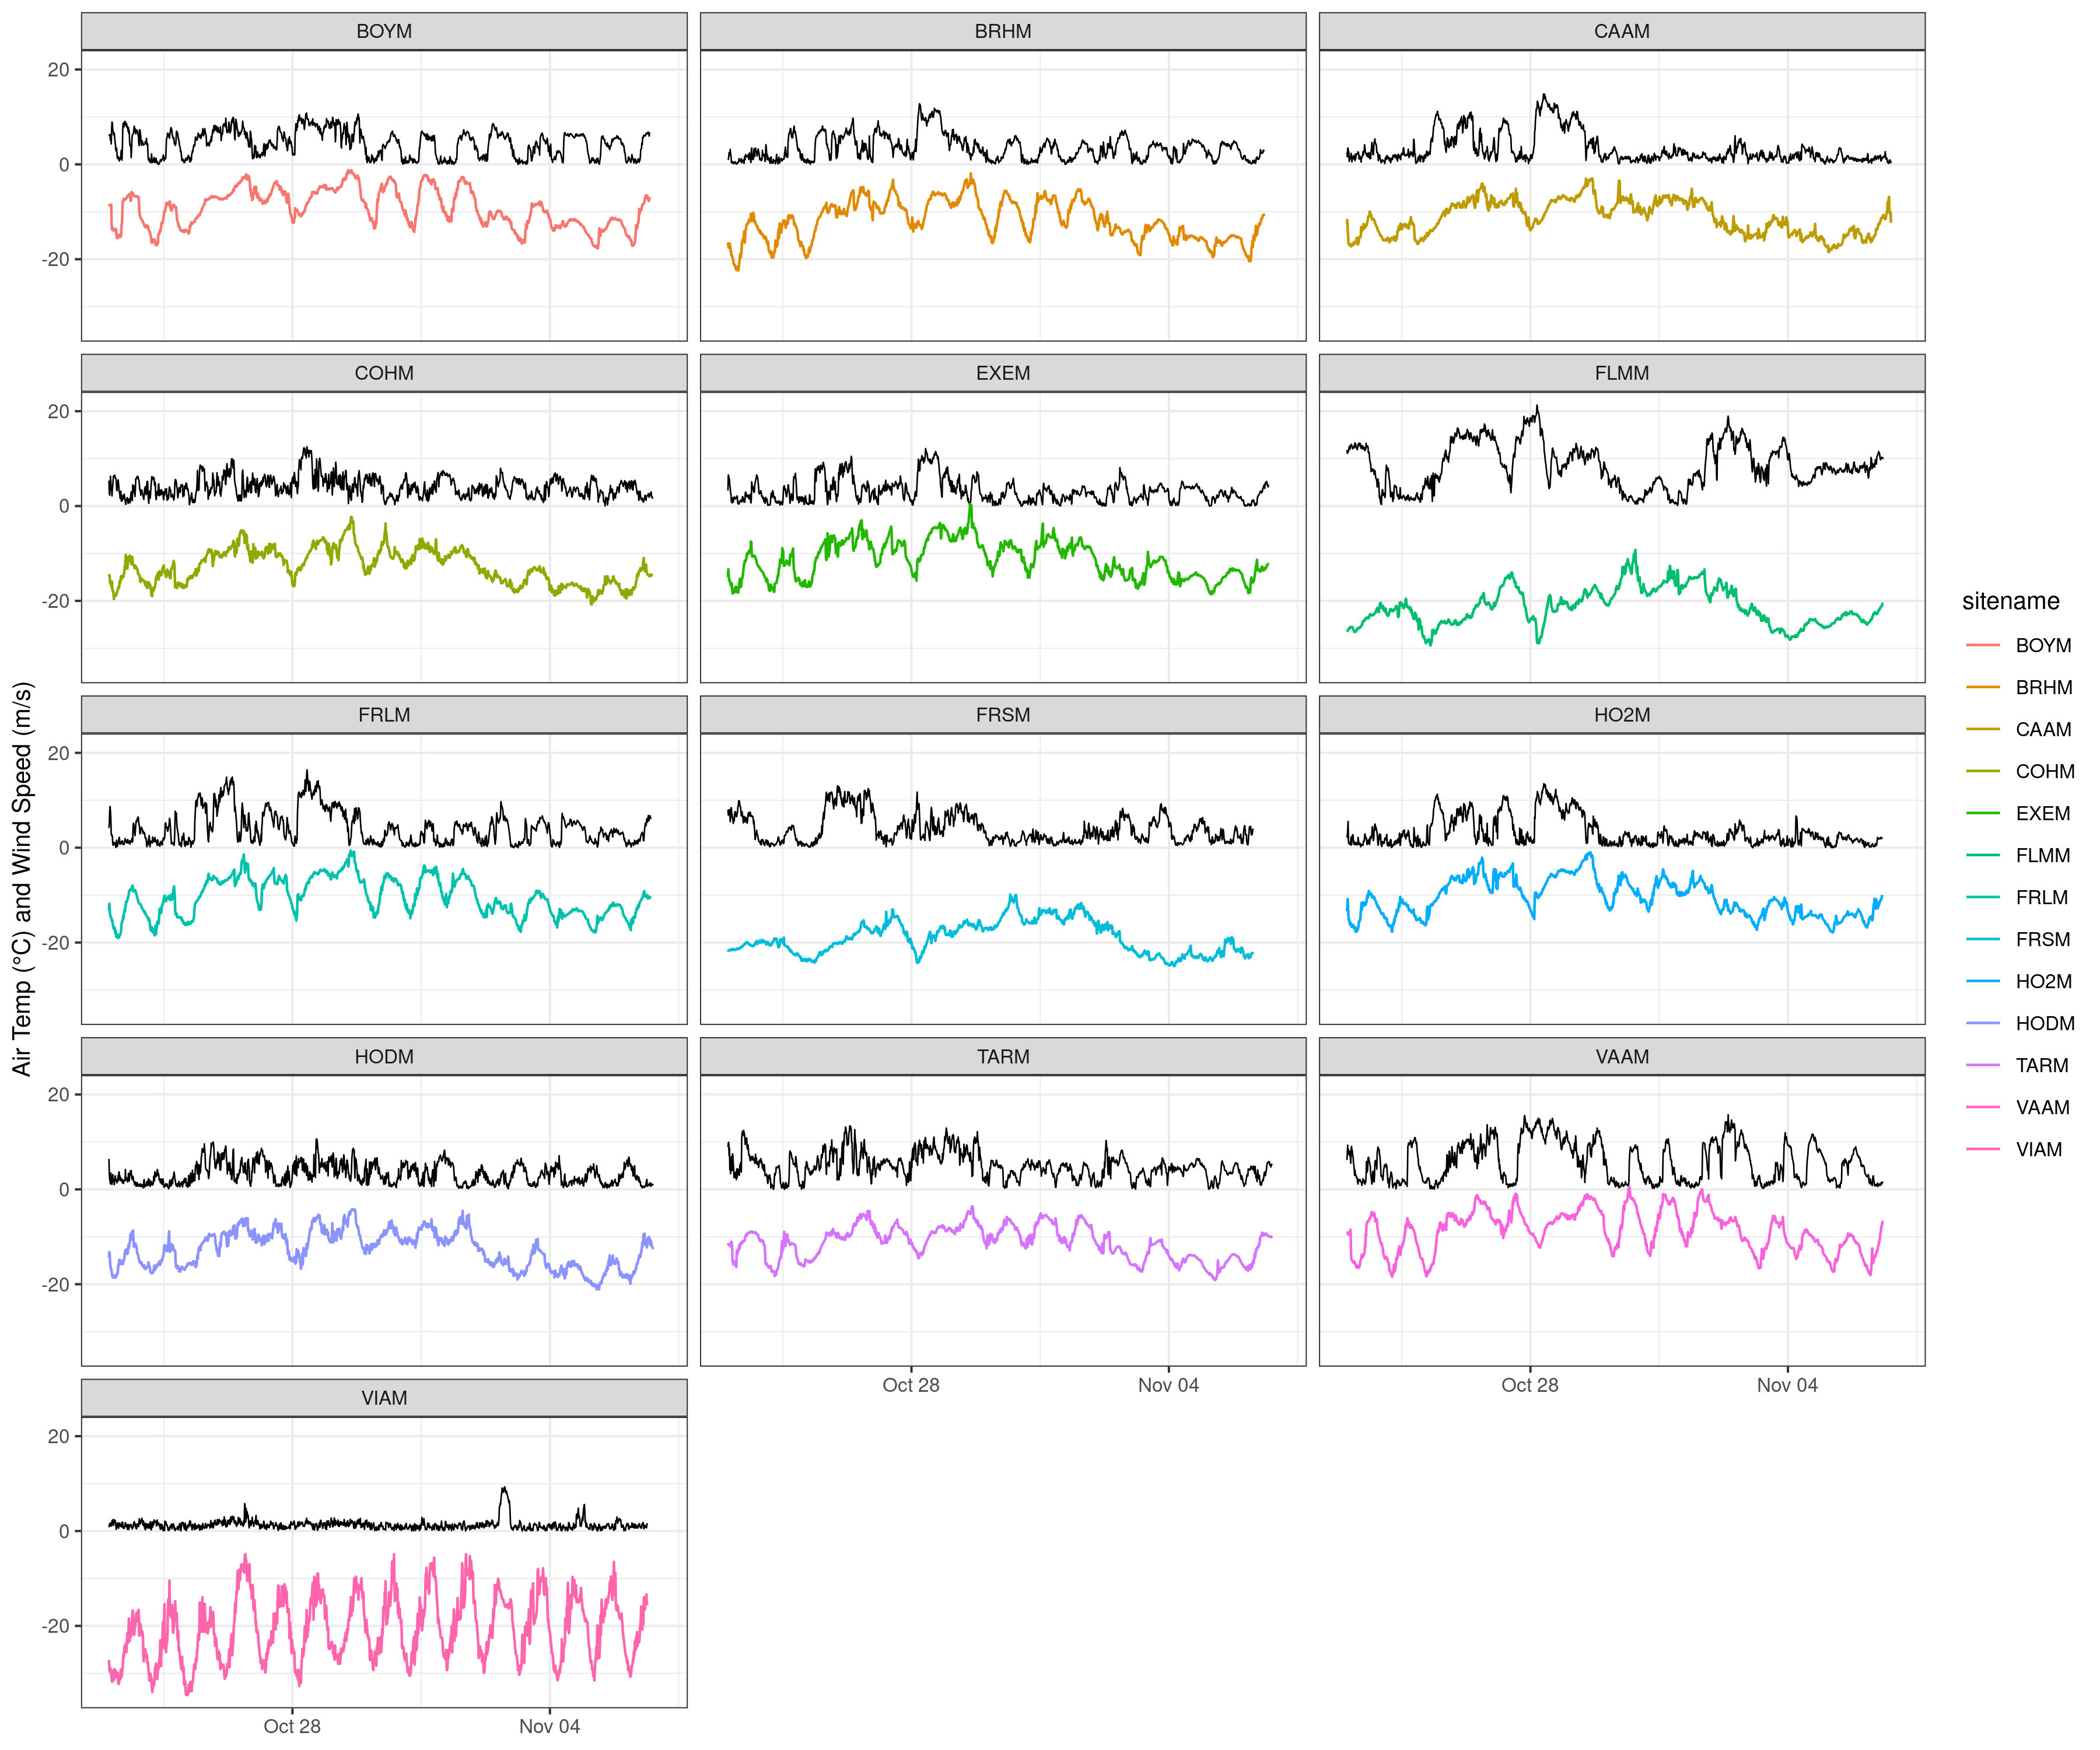 BOYM
BRHM
CAAM
20
0
-20
COHM
EXEM
FLMM
20
0
-20
FRLM
FRSM
HO2M
20
0
-20
HODM
TARM
VAAM
20
0
-20
Oct 28
Nov 04
Oct 28
Nov 04
VIAM
20
0
-20
Oct 28
Nov 04
Air Temp (°C) and Wind Speed (m/s)
sitename
BOYM
BRHM
CAAM
COHM
EXEM
FLMM
FRLM
FRSM
HO2M
HODM
TARM
VAAM
VIAM